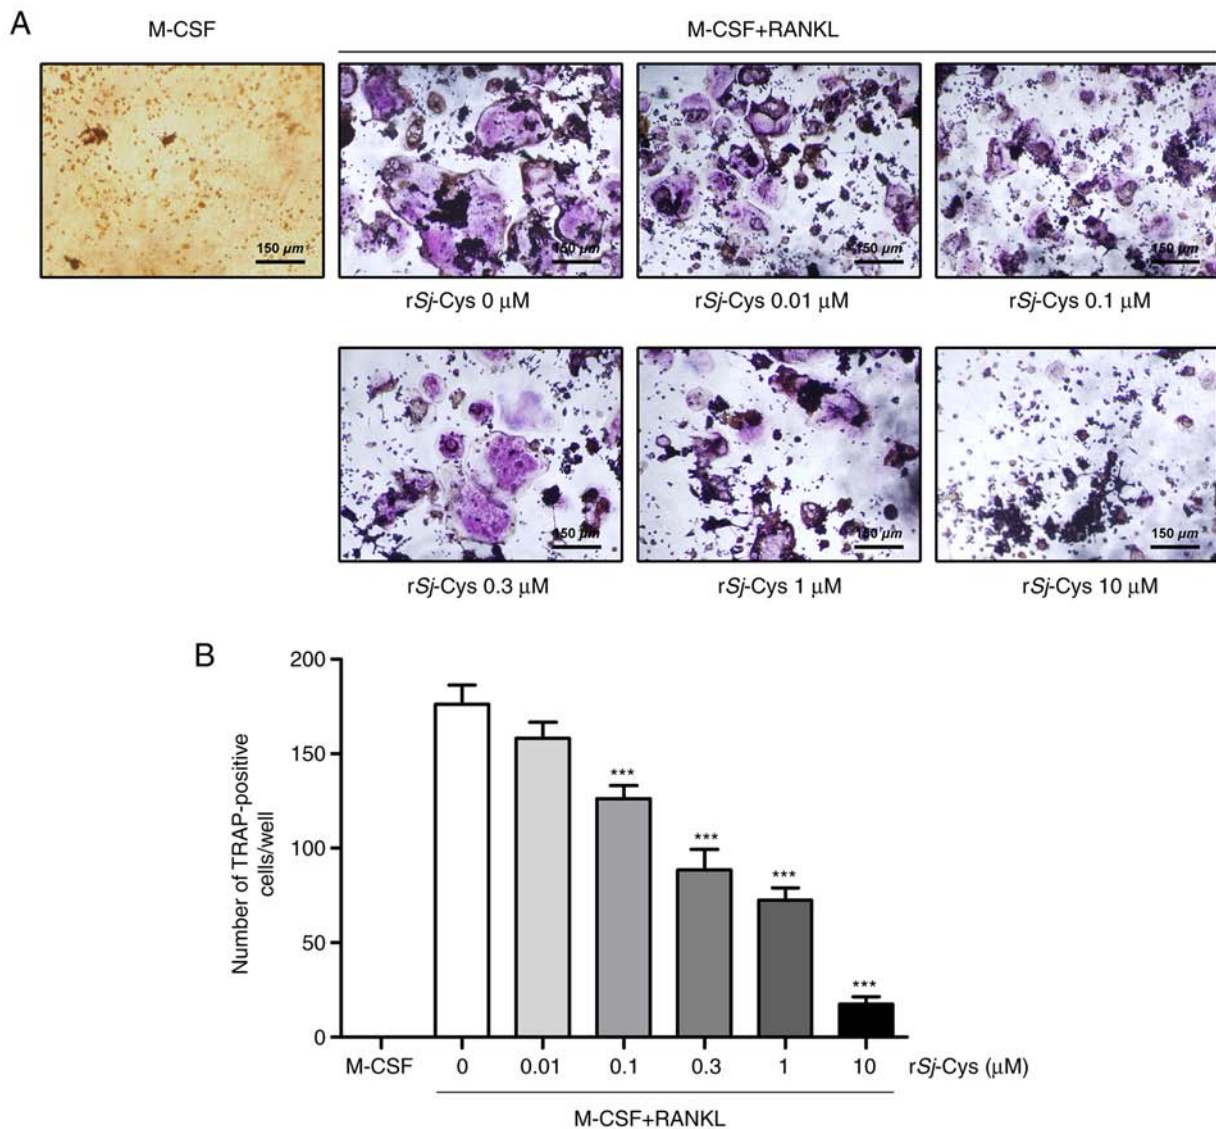 A
M-CSF
M-CSF+RANKL
150 µm
150 µm
150 µm
150 µm
rSj-Cys 0 µM
rSj-Cys 0.01 µM
rSj-Cys 0.1 µM
150 µm
150 µm
150 µm
rSj-Cys 0.3 µM
rSj-Cys 1 µM
rSj-Cys 10 µM
B
Number of TRAP-positive
cells/well
200
150
100
50
0
***
***
***
***
M-CSF 0 0.01 0.1 0.3 1 10 rSj-Cys (µM)
M-CSF+RANKL